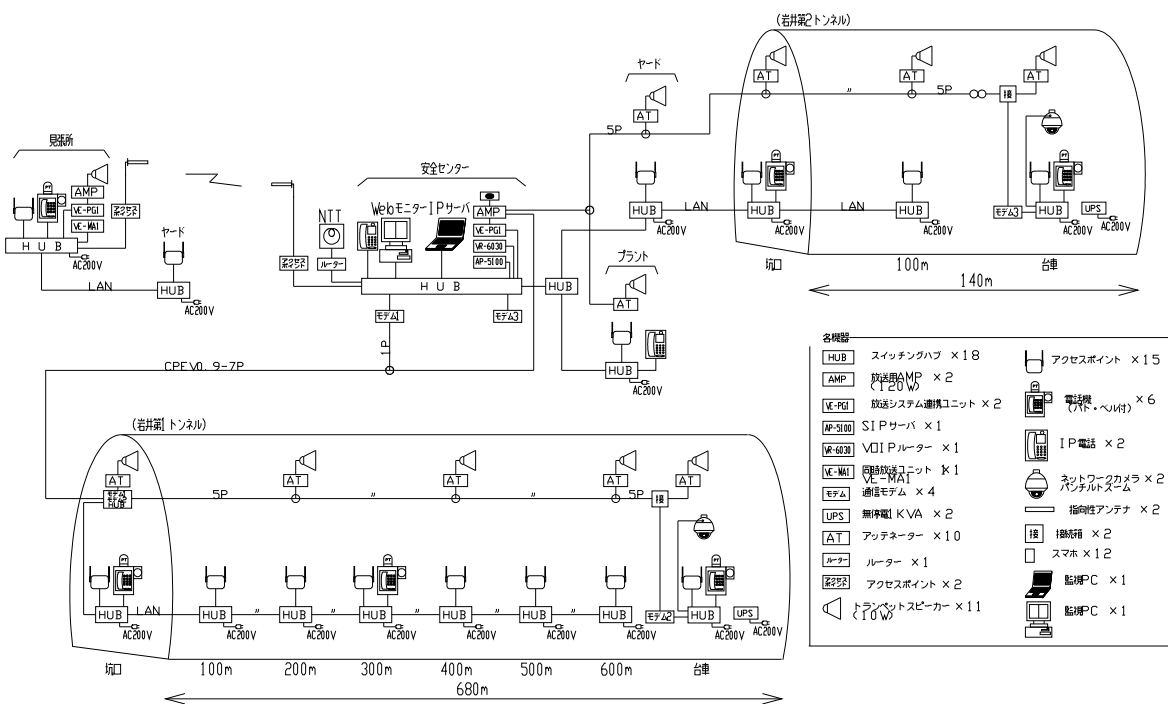 (岩井第2トンネル)
ヤード
AT
AT
AT
AT
5P
〃
5P
接
見張所
PT
AMP
VE-PG1
VE-MA1
アクセスポイント
HUB
AC200V
LAN
ヤード
HUB
AC200V
安全センター
NTT
WebモニターIPサーバ
AMP
VE-PG1
VR-6030
AP-5100
アクセスポイント
ルーター
HUB
HUB
モデム1
モデム3
1P
CPEV0.9-7P
プラント
AT
HUB
AC200V
HUB
AC200V
LAN
PT
HUB
AC200V
LAN
HUB
AC200V
モデム3
PT
HUB
AC200V
UPS
AC200V
坑口
100m
台車
140m
(岩井第1トンネル)
AT
AT
AT
AT
モデム1
モデム2
HUB
5P
〃
〃
5P
接
PT
PT
PT
HUB
LAN
HUB
〃
HUB
〃
HUB
〃
HUB
〃
HUB
〃
HUB
モデム2
HUB
UPS
AC200V
AC200V
AC200V
AC200V
AC200V
AC200V
AC200V
AC200V
AC200V
坑口
100m
200m
300m
400m
500m
600m
台車
680m
各機器
HUB スイッチングハブ ×18
AMP 放送用AMP ×2
(120W)
VE-PG1 放送システム連携ユニット ×2
AP-5100 SIPサーバ ×1
VR-6030 VOIPルーター ×1
VE-MA1 同時放送ユニット ×1
VE-MA1
モデム 通信モデム ×4
UPS 無停電1KVA ×2
AT アッテネーター ×10
ルーター ルーター ×1
アクセスポイント アクセスポイント ×2
トランペットスピーカー ×11
(10W)
アクセスポイント ×15
PT 電話機
(パト・ベル付) ×6
IP電話 ×2
ネットワークカメラ ×2
パンチルトズーム
指向性アンテナ ×2
接 接続箱 ×2
スマホ ×12
監視PC ×1
監視PC ×1